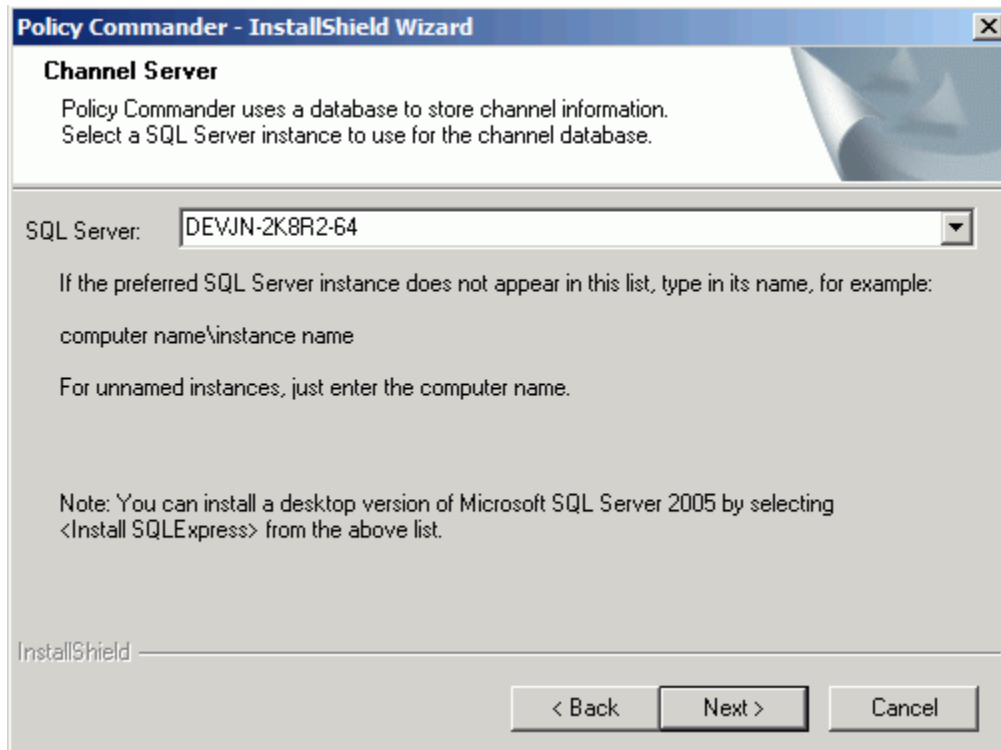 Policy Commander - InstallShield Wizard
Channel Server
Policy Commander uses a database to store channel information.
Select a SQL Server instance to use for the channel database.
SQL Server: DEVJN-2K8R2-64
If the preferred SQL Server instance does not appear in this list, type in its name, for example:
computer name\instance name
For unnamed instances, just enter the computer name.
Note: You can install a desktop version of Microsoft SQL Server 2005 by selecting
<Install SQLExpress> from the above list.
InstallShield
< Back Next > Cancel